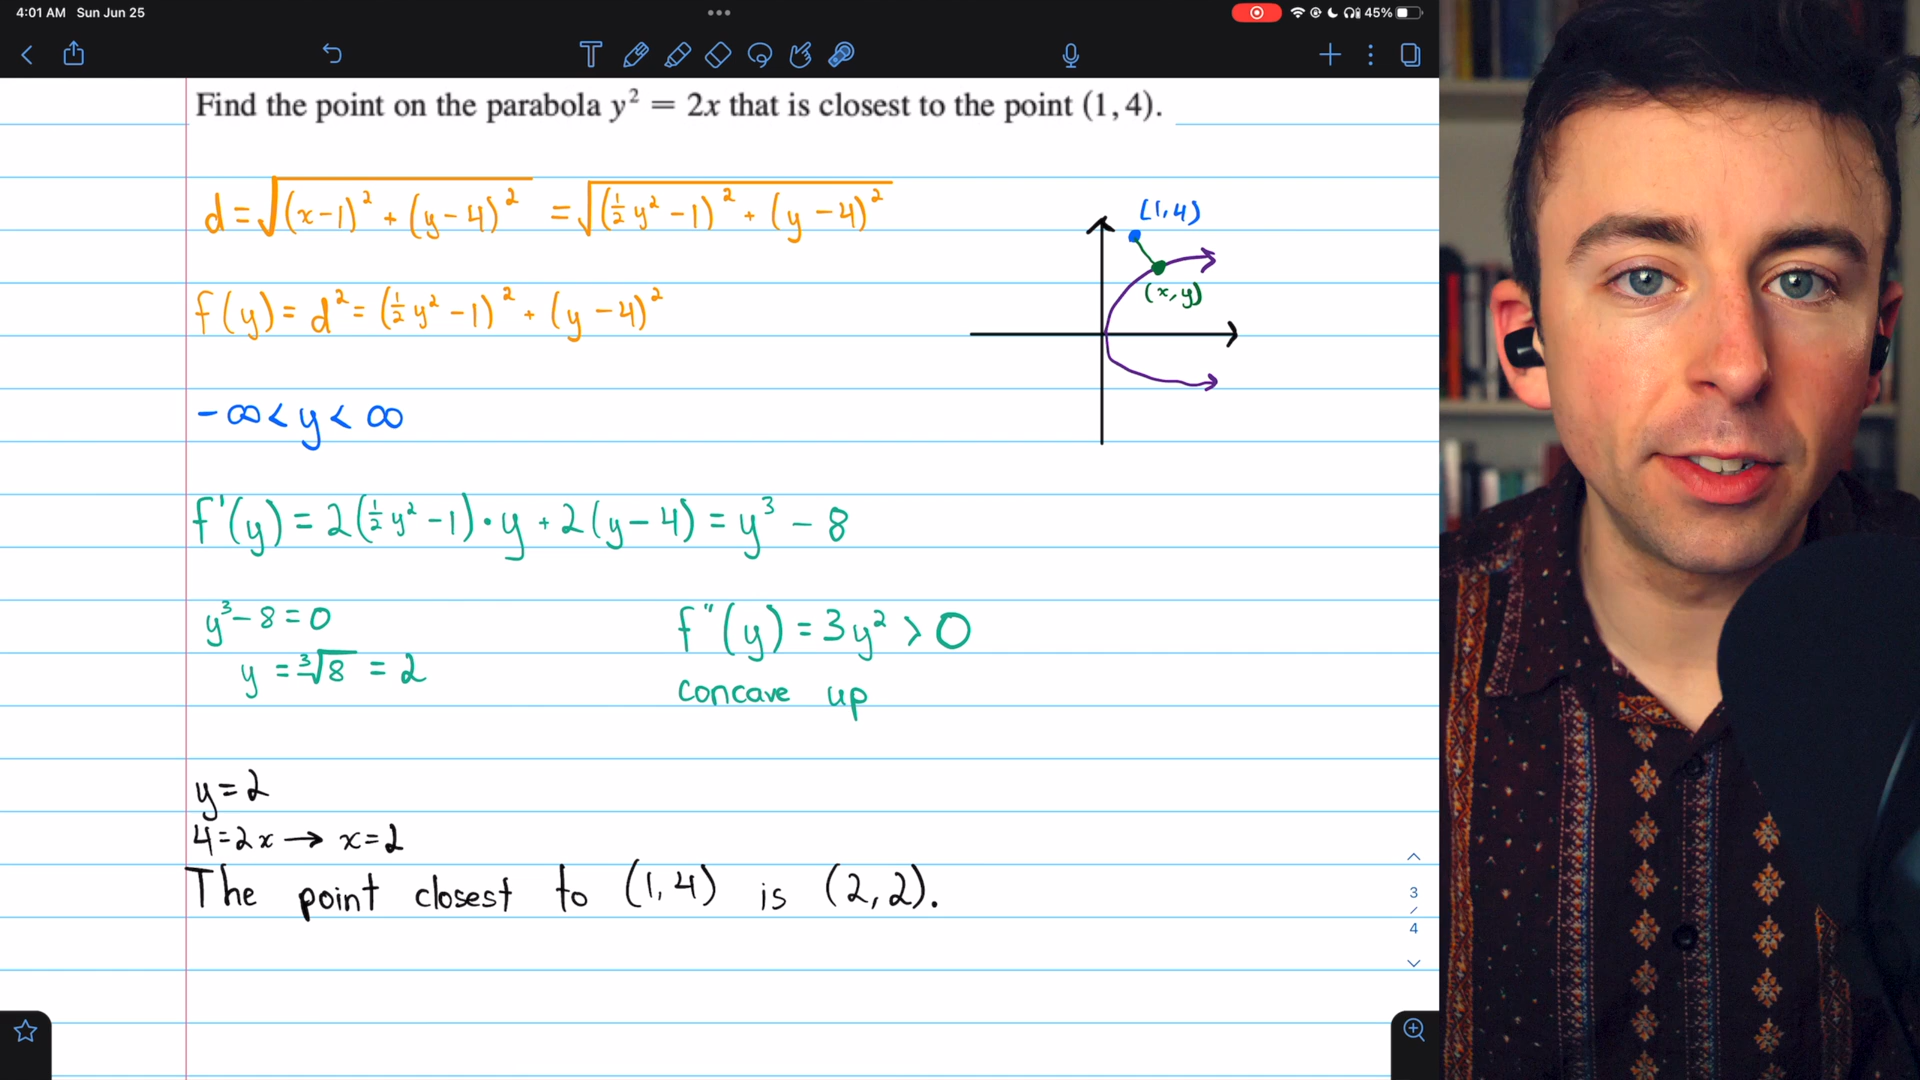 4:01 AM Sun Jun 25
45%
Find the point on the parabola y² = 2x that is closest to the point (1, 4).
d = √((x-1)² + (y-4)²) = √((½y² - 1)² + (y-4)²)
(1,4)
(x,y)
f(y) = d² = (½y² - 1)² + (y-4)²
-∞ < y < ∞
f'(y) = 2(½y² - 1)·y + 2(y-4) = y³ - 8
y³ - 8 = 0
y = ³√8 = 2
f"(y) = 3y² > 0
concave up
y = 2
4 = 2x → x = 2
The point closest to (1,4) is (2,2).
3
/
4